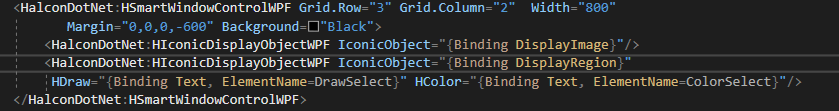 <HalconDotNet:HSmartWindowControlWPF Grid.Row="3" Grid.Column="2"  Width="800"
Margin="0,0,0,-600" Background="Black">
<HalconDotNet:HIconicDisplayObjectWPF IconicObject="{Binding DisplayImage}"/>
<HalconDotNet:HIconicDisplayObjectWPF IconicObject="{Binding DisplayRegion}"
HDraw="{Binding Text, ElementName=DrawSelect}" HColor="{Binding Text, ElementName=ColorSelect}"/>
</HalconDotNet:HSmartWindowControlWPF>